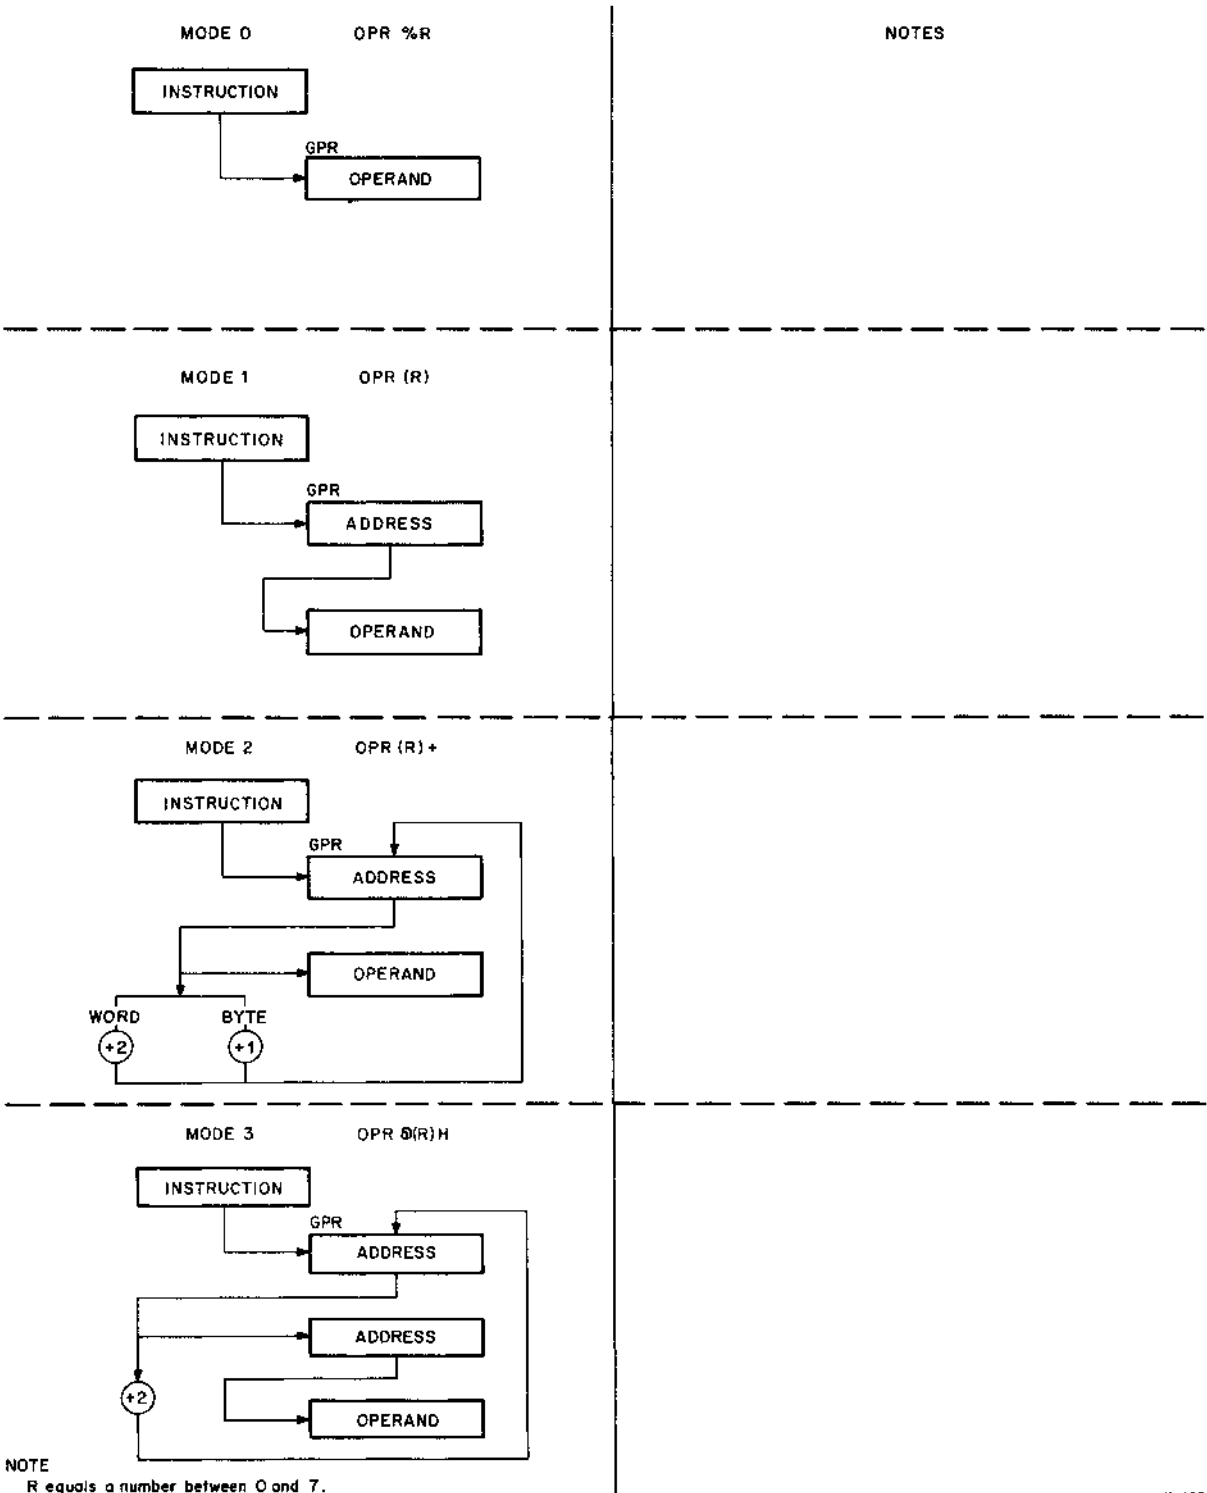 MODE 0 OPR %R NOTES
INSTRUCTION
GPR
OPERAND
MODE 1 OPR (R)
INSTRUCTION
GPR
ADDRESS
OPERAND
MODE 2 OPR (R) +
INSTRUCTION
GPR
ADDRESS
OPERAND
WORD BYTE
+2 +1
MODE 3 OPR @(R)H
INSTRUCTION
GPR
ADDRESS
ADDRESS
+2
OPERAND
NOTE
R equals a number between 0 and 7.